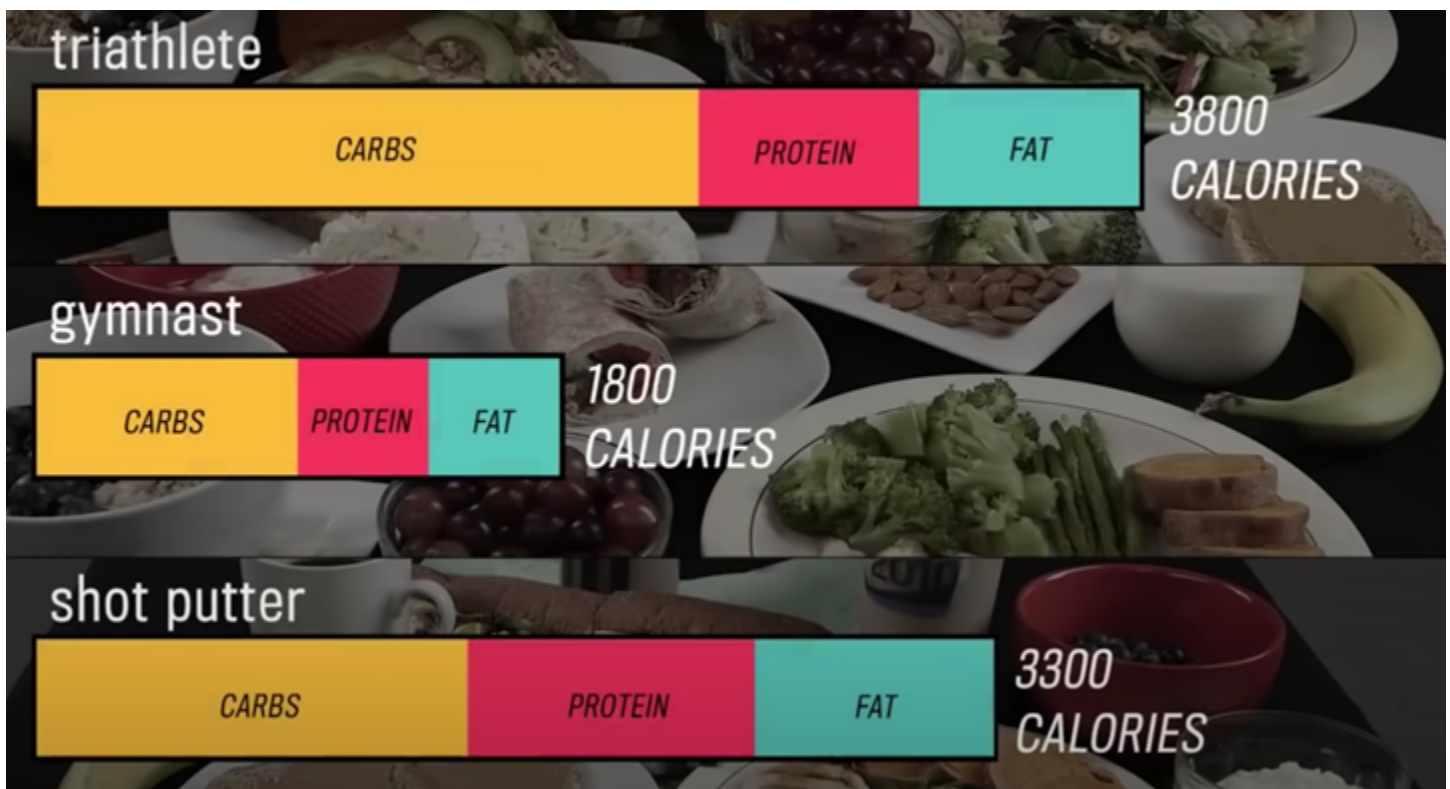 triathlete
CARBS PROTEIN FAT
3800
CALORIES
gymnast
CARBS PROTEIN FAT
1800
CALORIES
2016
shot putter
CARBS PROTEIN FAT
3300
CALORIES